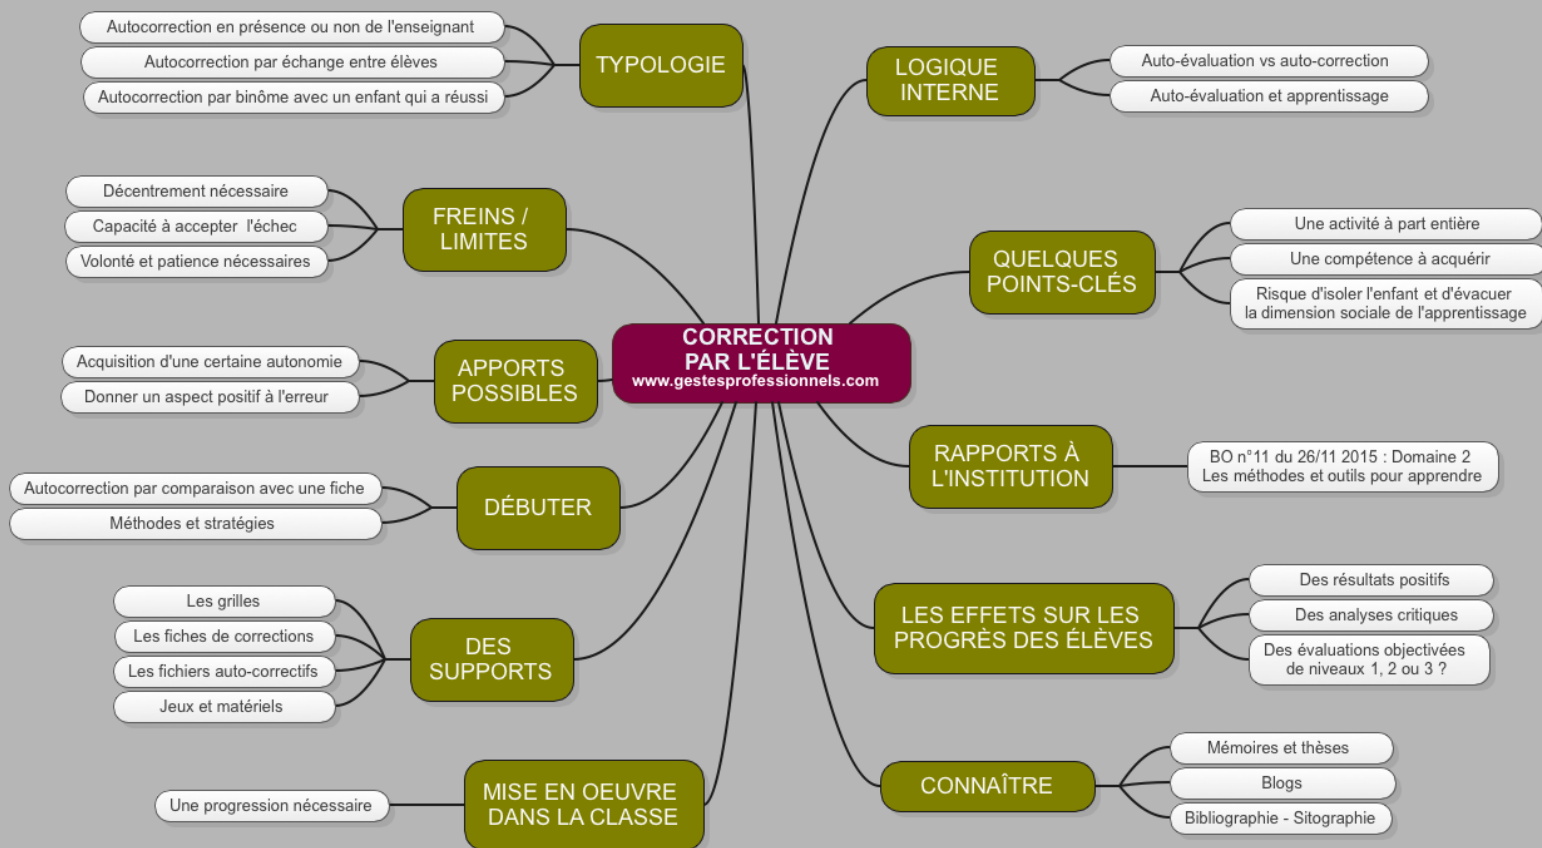 CORRECTION
PAR L'ÉLÈVE
www.gestesprofessionnels.com
TYPOLOGIE
Autocorrection en présence ou non de l'enseignant
Autocorrection par échange entre élèves
Autocorrection par binôme avec un enfant qui a réussi
FREINS /
LIMITES
Décentrement nécessaire
Capacité à accepter l'échec
Volonté et patience nécessaires
APPORTS
POSSIBLES
Acquisition d'une certaine autonomie
Donner un aspect positif à l'erreur
DÉBUTER
Autocorrection par comparaison avec une fiche
Méthodes et stratégies
DES
SUPPORTS
Les grilles
Les fiches de corrections
Les fichiers auto-correctifs
Jeux et matériels
MISE EN OEUVRE
DANS LA CLASSE
Une progression nécessaire
LOGIQUE
INTERNE
Auto-évaluation vs auto-correction
Auto-évaluation et apprentissage
QUELQUES
POINTS-CLÉS
Une activité à part entière
Une compétence à acquérir
Risque d'isoler l'enfant et d'évacuer
la dimension sociale de l'apprentissage
RAPPORTS À
L'INSTITUTION
BO n°11 du 26/11 2015 : Domaine 2
Les méthodes et outils pour apprendre
LES EFFETS SUR LES
PROGRÈS DES ÉLÈVES
Des résultats positifs
Des analyses critiques
Des évaluations objectivées
de niveaux 1, 2 ou 3 ?
CONNAÎTRE
Mémoires et thèses
Blogs
Bibliographie - Sitographie